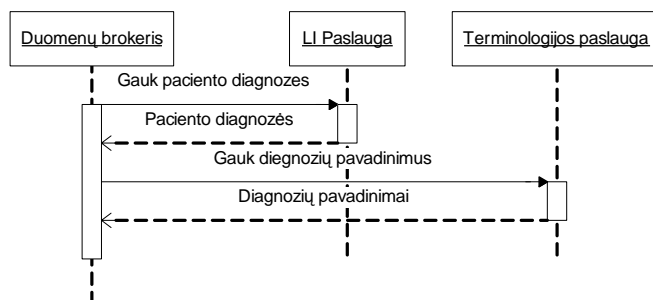 Duomenų brokeris
LI Paslauga
Terminologijos paslauga
Gauk paciento diagnozes
Paciento diagnozės
Gauk diegnozių pavadinimus
Diagnozių pavadinimai